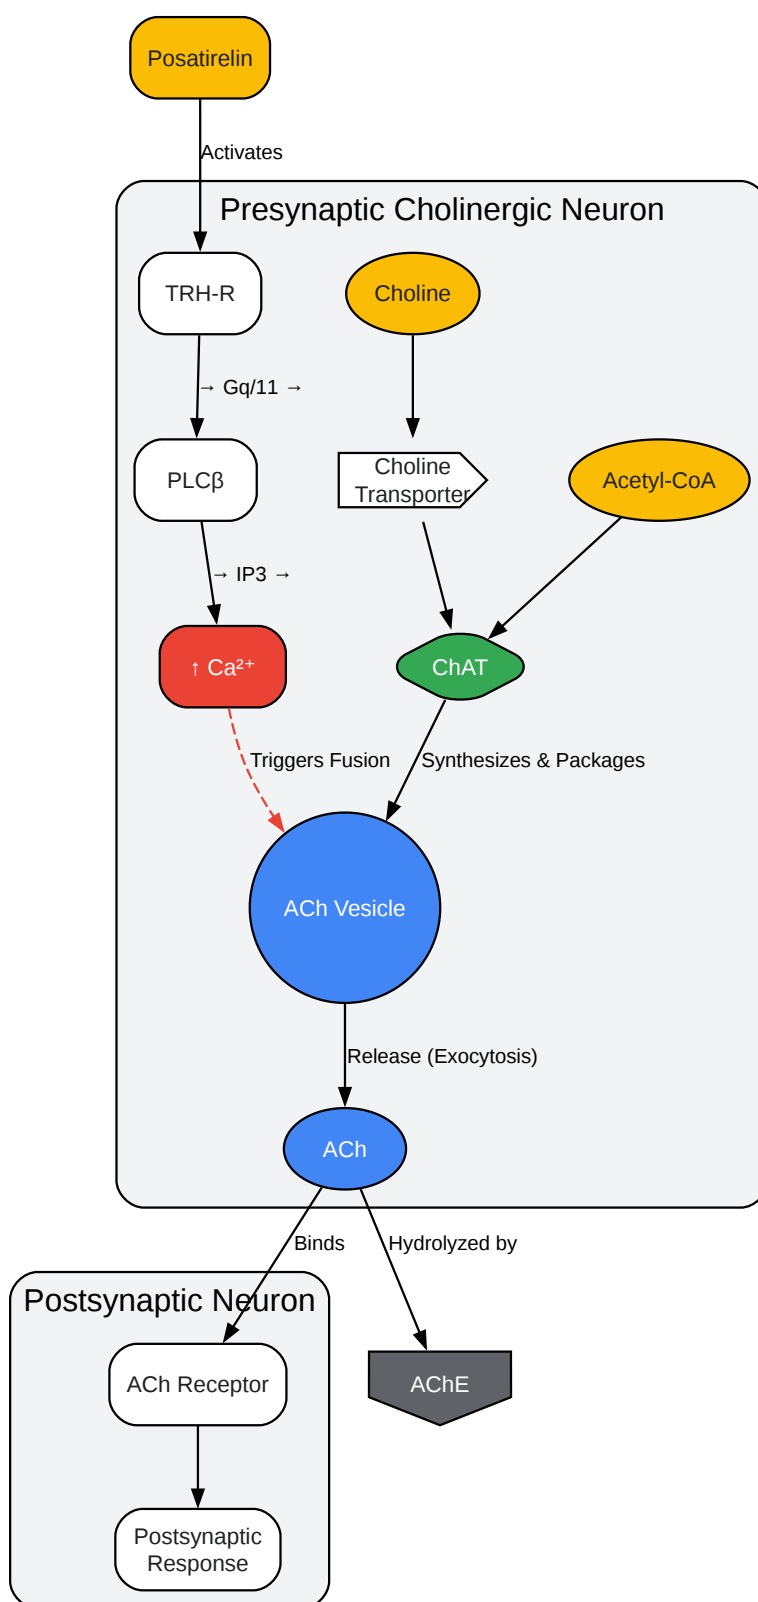 Posatirelin
Activates
Presynaptic Cholinergic Neuron
TRH-R
Choline
→ Gq/11 →
PLCβ
Choline
Transporter
Acetyl-CoA
→ IP3 →
↑ Ca²⁺
ChAT
Triggers Fusion
Synthesizes & Packages
ACh Vesicle
Release (Exocytosis)
ACh
Binds
Hydrolyzed by
Postsynaptic Neuron
ACh Receptor
AChE
Postsynaptic
Response